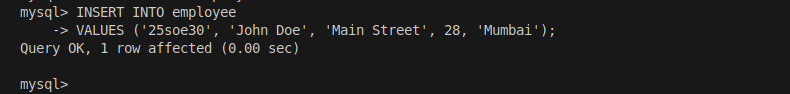 mysql> INSERT INTO employee
    -> VALUES ('25soe30', 'John Doe', 'Main Street', 28, 'Mumbai');
Query OK, 1 row affected (0.00 sec)

mysql>